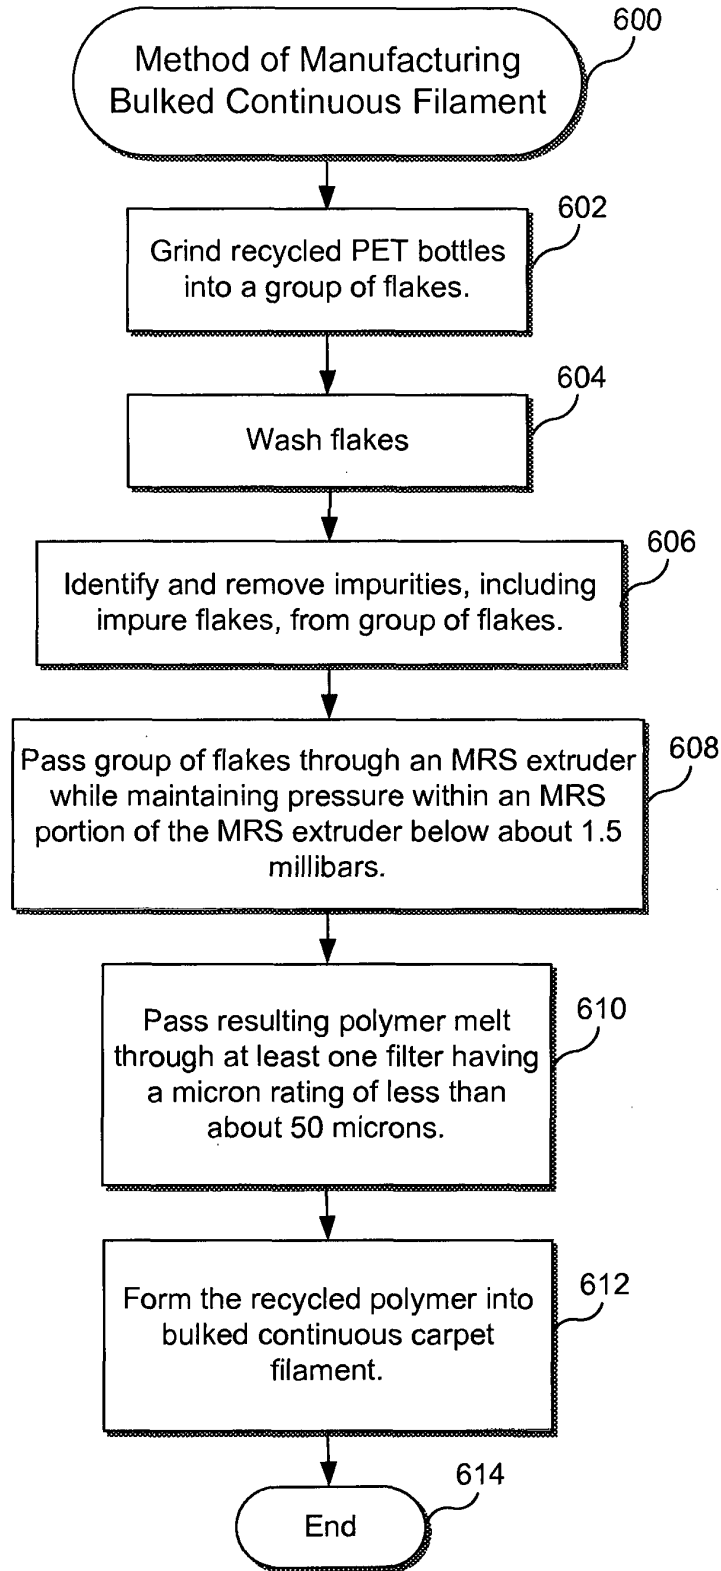 600
Method of Manufacturing
Bulked Continuous Filament
602
Grind recycled PET bottles
into a group of flakes.
604
Wash flakes
606
Identify and remove impurities, including
impure flakes, from group of flakes.
608
Pass group of flakes through an MRS extruder
while maintaining pressure within an MRS
portion of the MRS extruder below about 1.5
millibars.
610
Pass resulting polymer melt
through at least one filter having
a micron rating of less than
about 50 microns.
612
Form the recycled polymer into
bulked continuous carpet
filament.
614
End